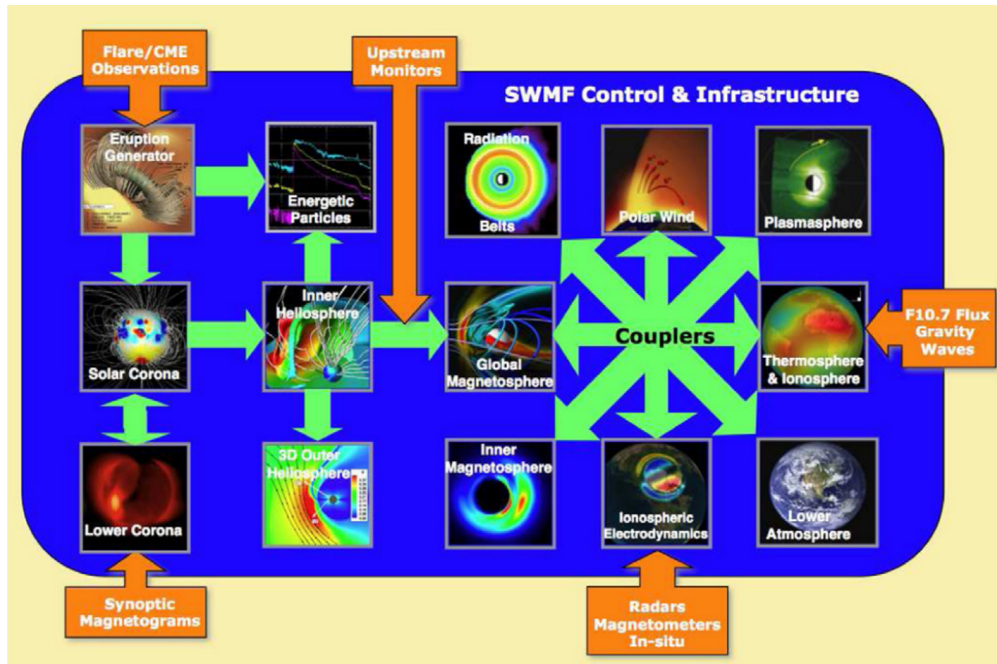 Flare/CME
Observations
Upstream
Monitors
SWMF Control & Infrastructure
Eruption
Generator
Energetic
Particles
Radiation
Belts
Polar Wind
Plasmasphere
Solar Corona
Inner
Heliosphere
Global
Magnetosphere
Couplers
Thermosphere
& Ionosphere
F10.7 Flux
Gravity
Waves
Lower Corona
3D Outer
Heliosphere
Inner
Magnetosphere
Ionospheric
Electrodynamics
Lower
Atmosphere
Synoptic
Magnetograms
Radars
Magnetometers
In-situ